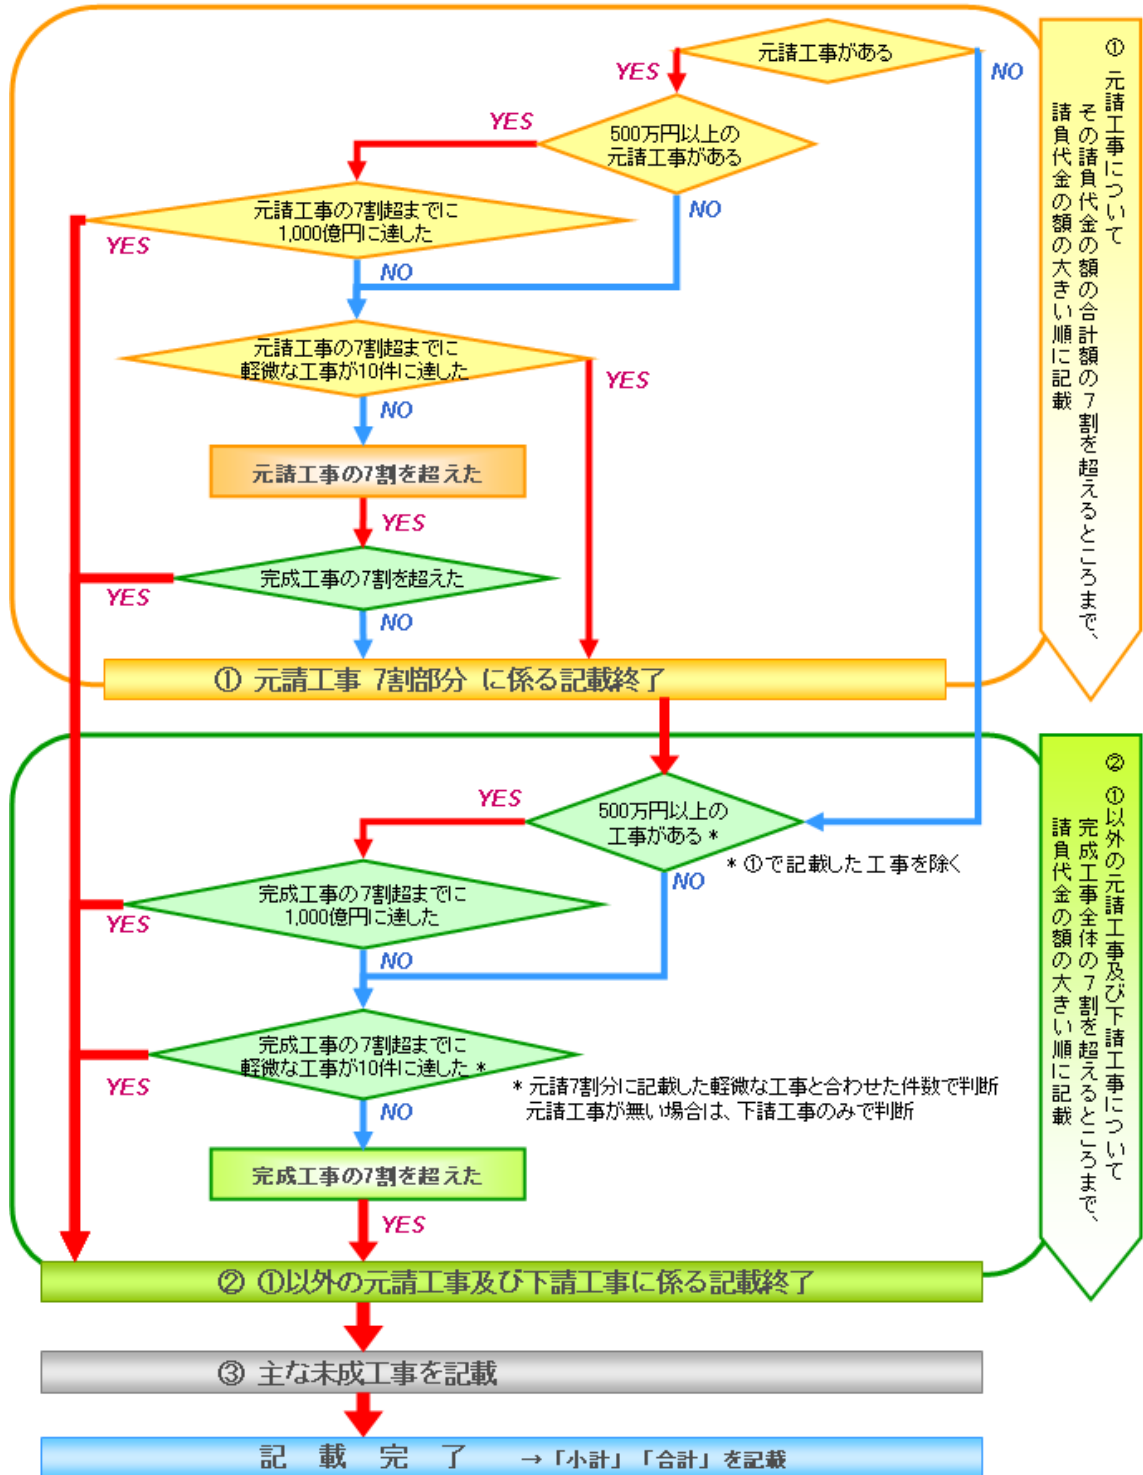 元請工事がある
YES
NO
500万円以上の
元請工事がある
YES
NO
元請工事の7割超までに
1,000億円に達した
YES
NO
元請工事の7割超までに
軽微な工事が10件に達した
YES
NO
元請工事の7割を超えた
YES
完成工事の7割を超えた
YES
NO
① 元請工事 7割部分 に係る記載終了
① 元請工事について
その請負代金の額の合計額の7割を超えるところまで、
請負代金の額の大きい順に記載
500万円以上の
工事がある *
YES
NO
* ①で記載した工事を除く
完成工事の7割超までに
1,000億円に達した
YES
NO
完成工事の7割超までに
軽微な工事が10件に達した *
YES
NO
* 元請7割分に記載した軽微な工事と合わせた件数で判断
元請工事が無い場合は、下請工事のみで判断
完成工事の7割を超えた
YES
② ①以外の元請工事及び下請工事に係る記載終了
② ①以外の元請工事及び下請工事について
完成工事全体の7割を超えるところまで、
請負代金の額の大きい順に記載
③ 主な未成工事を記載
記 載 完 了 →「小計」「合計」を記載